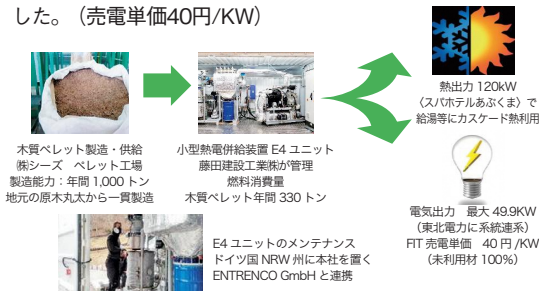 した。（売電単価40円/KW）
木質ペレット製造・供給
㈱シーズ　ペレット工場
製造能力：年間 1,000 トン
地元の原木丸太から一貫製造
小型熱電併給装置 E4 ユニット
藤田建設工業㈱が管理
燃料消費量
木質ペレット年間 330 トン
熱出力 120kW
〈スパホテルあぶくま〉で
給湯等にカスケード熱利用
電気出力　最大 49.9KW
（東北電力に系統連系）
FIT 売電単価　40 円 /KW
（未利用材 100%）
E4 ユニットのメンテナンス
ドイツ国 NRW 州に本社を置く
ENTRENCO GmbH と連携